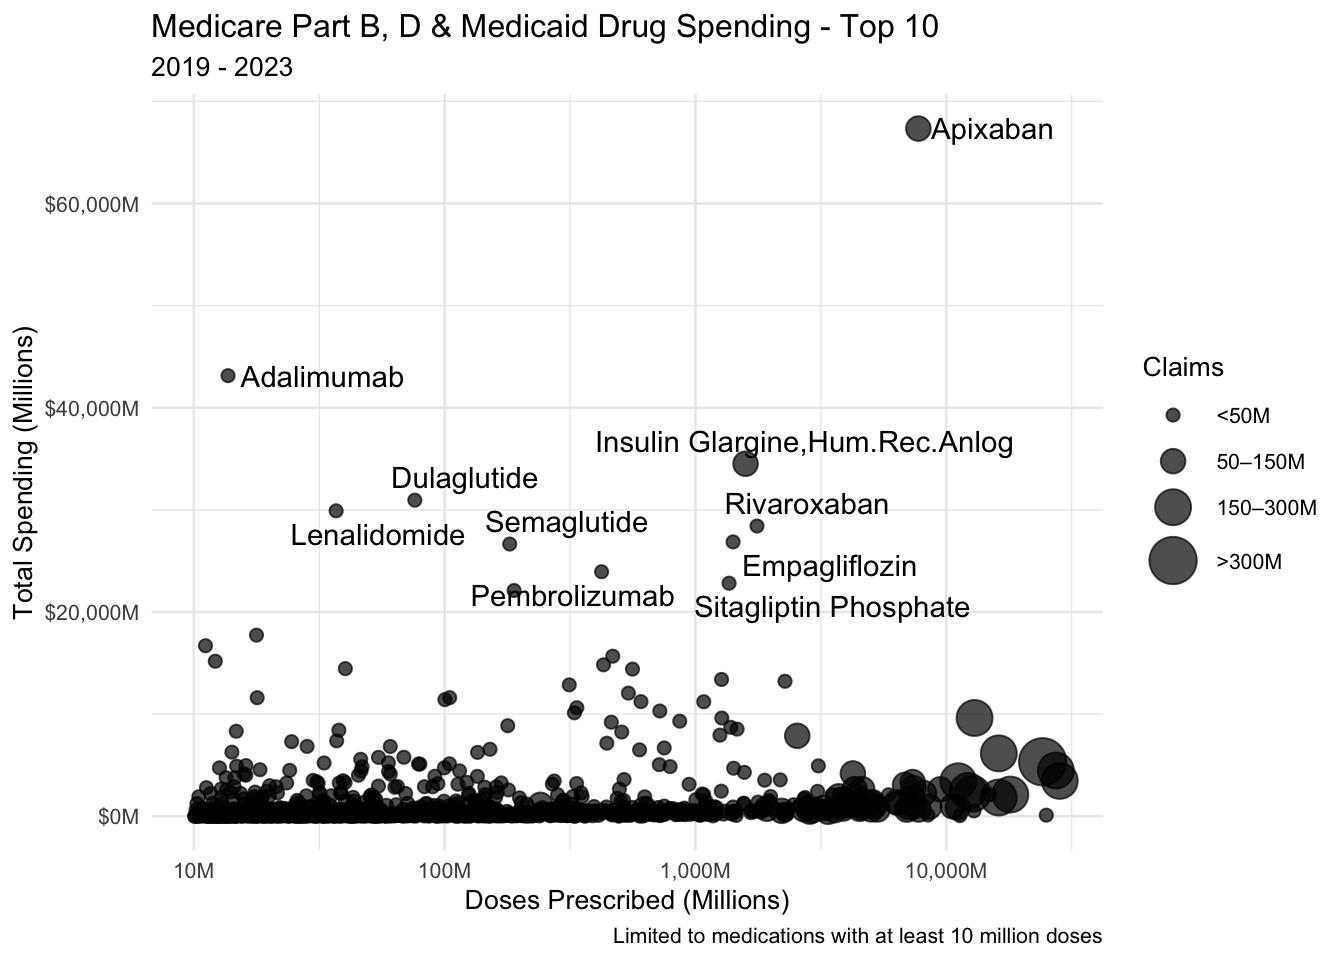 Medicare Part B, D & Medicaid Drug Spending - Top 10
2019 - 2023
Apixaban
$60,000M
Adalimumab
$40,000M
Insulin Glargine,Hum.Rec.Anlog
Dulaglutide
Rivaroxaban
Semaglutide
Lenalidomide
Empagliflozin
Pembrolizumab
Sitagliptin Phosphate
$20,000M
$0M
Total Spending (Millions)
10M
100M
1,000M
10,000M
Doses Prescribed (Millions)
Limited to medications with at least 10 million doses
Claims
<50M
50–150M
150–300M
>300M